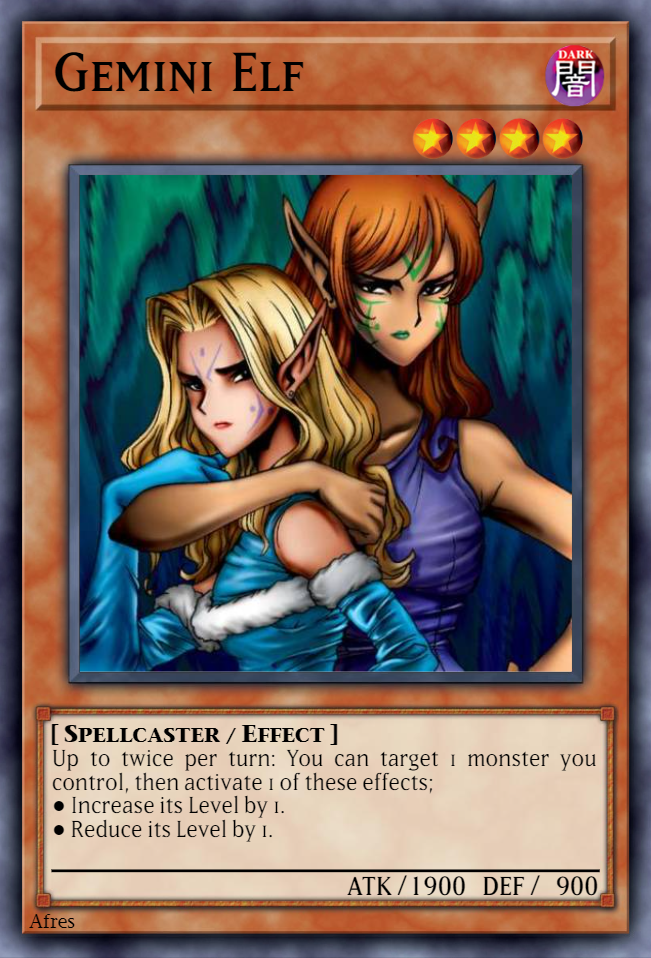 Gemini Elf
DARK
闇
[ Spellcaster / Effect ]
Up to twice per turn: You can target 1 monster you
control, then activate 1 of these effects;
● Increase its Level by 1.
● Reduce its Level by 1.
ATK / 1900 DEF / 900
Afres